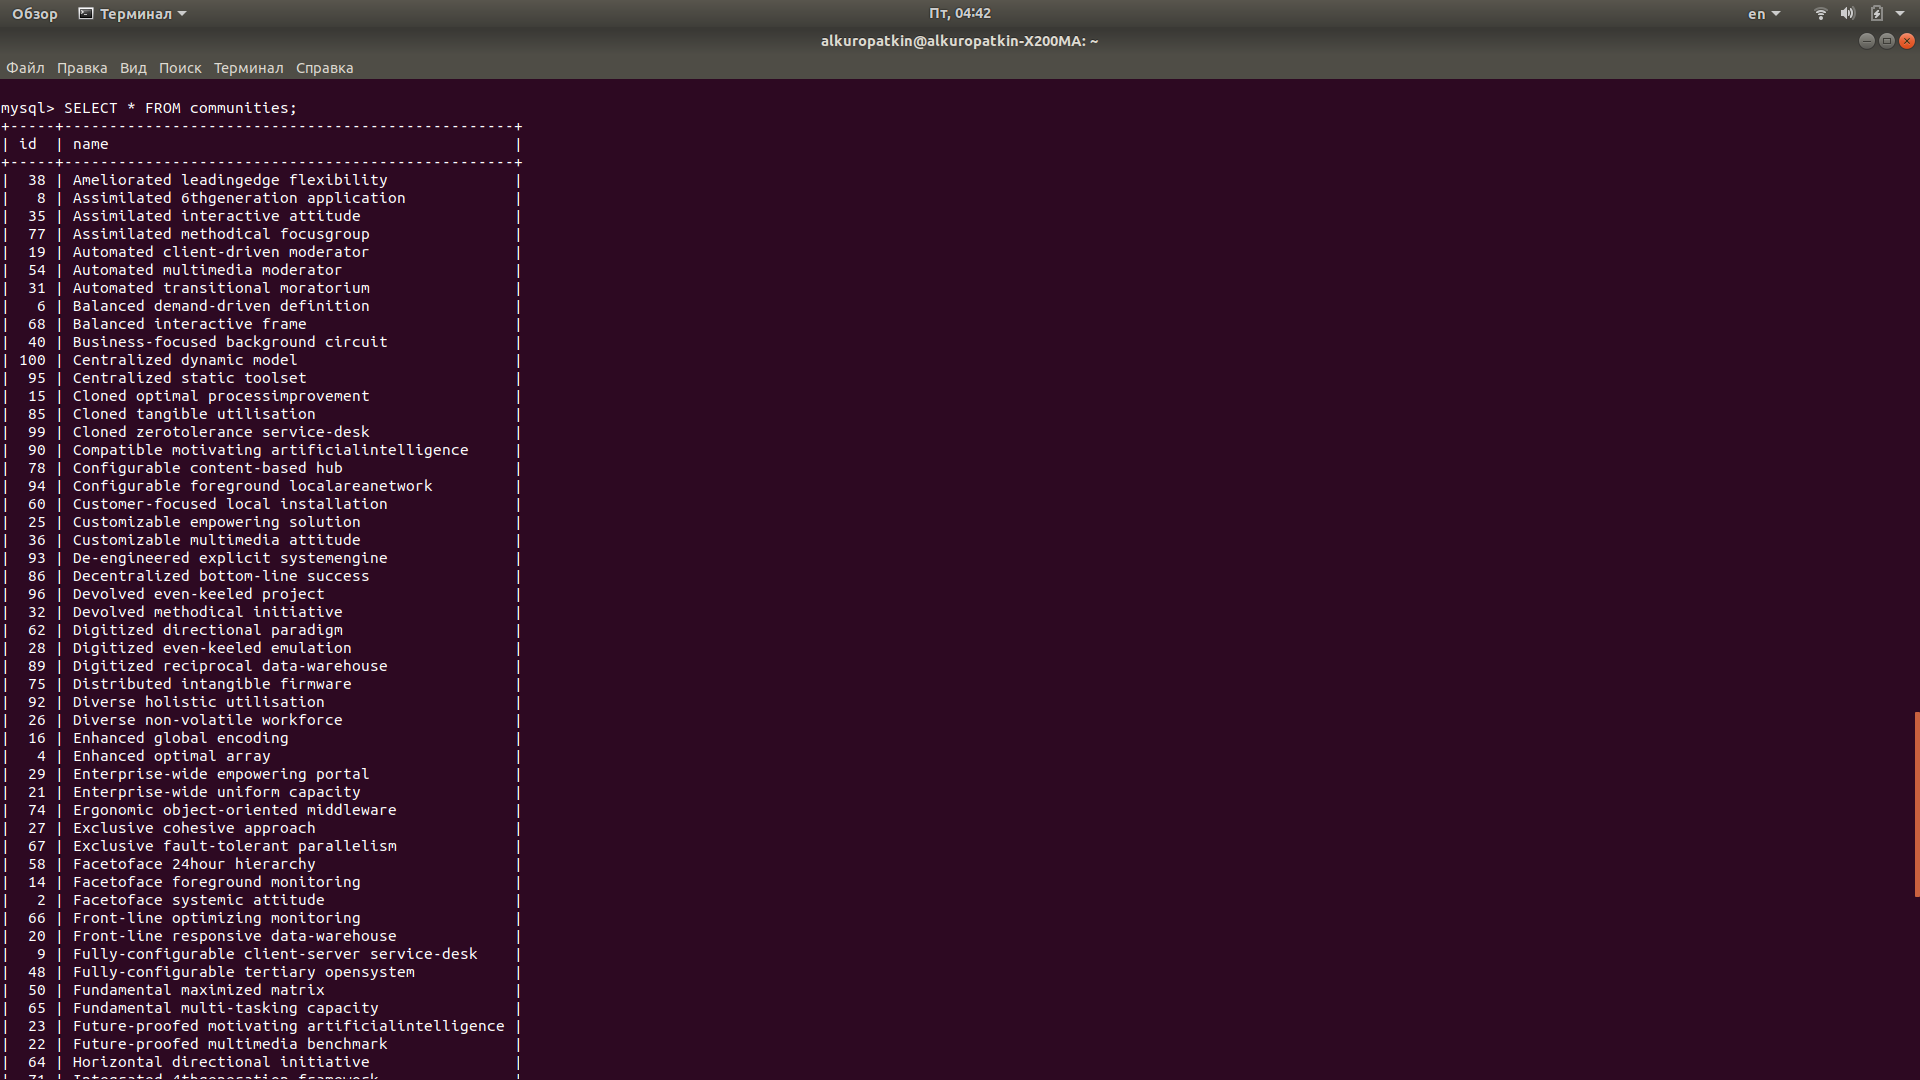 Обзор Терминал Пт, 04:42 en
alkuropatkin@alkuropatkin-X200MA: ~
Файл Правка Вид Поиск Терминал Справка
mysql> SELECT * FROM communities;
+-----+--------------------------------------------------+
| id  | name                                             |
+-----+--------------------------------------------------+
|  38 | Ameliorated leadingedge flexibility              |
|   8 | Assimilated 6thgeneration application            |
|  35 | Assimilated interactive attitude                 |
|  77 | Assimilated methodical focusgroup                |
|  19 | Automated client-driven moderator                |
|  54 | Automated multimedia moderator                   |
|  31 | Automated transitional moratorium                |
|   6 | Balanced demand-driven definition                |
|  68 | Balanced interactive frame                       |
|  40 | Business-focused background circuit              |
| 100 | Centralized dynamic model                        |
|  95 | Centralized static toolset                       |
|  15 | Cloned optimal processimprovement                |
|  85 | Cloned tangible utilisation                      |
|  99 | Cloned zerotolerance service-desk                |
|  90 | Compatible motivating artificialintelligence     |
|  78 | Configurable content-based hub                   |
|  94 | Configurable foreground localareanetwork         |
|  60 | Customer-focused local installation              |
|  25 | Customizable empowering solution                 |
|  36 | Customizable multimedia attitude                 |
|  93 | De-engineered explicit systemengine              |
|  86 | Decentralized bottom-line success                |
|  96 | Devolved even-keeled project                     |
|  32 | Devolved methodical initiative                   |
|  62 | Digitized directional paradigm                   |
|  28 | Digitized even-keeled emulation                  |
|  89 | Digitized reciprocal data-warehouse              |
|  75 | Distributed intangible firmware                  |
|  92 | Diverse holistic utilisation                     |
|  26 | Diverse non-volatile workforce                   |
|  16 | Enhanced global encoding                         |
|   4 | Enhanced optimal array                           |
|  29 | Enterprise-wide empowering portal                |
|  21 | Enterprise-wide uniform capacity                 |
|  74 | Ergonomic object-oriented middleware             |
|  27 | Exclusive cohesive approach                      |
|  67 | Exclusive fault-tolerant parallelism             |
|  58 | Facetoface 24hour hierarchy                      |
|  14 | Facetoface foreground monitoring                 |
|   2 | Facetoface systemic attitude                     |
|  66 | Front-line optimizing monitoring                 |
|  20 | Front-line responsive data-warehouse             |
|   9 | Fully-configurable client-server service-desk    |
|  48 | Fully-configurable tertiary opensystem           |
|  50 | Fundamental maximized matrix                     |
|  65 | Fundamental multi-tasking capacity               |
|  23 | Future-proofed motivating artificialintelligence |
|  22 | Future-proofed multimedia benchmark              |
|  64 | Horizontal directional initiative                |
|  71 | Integrated 4thgeneration framework               |